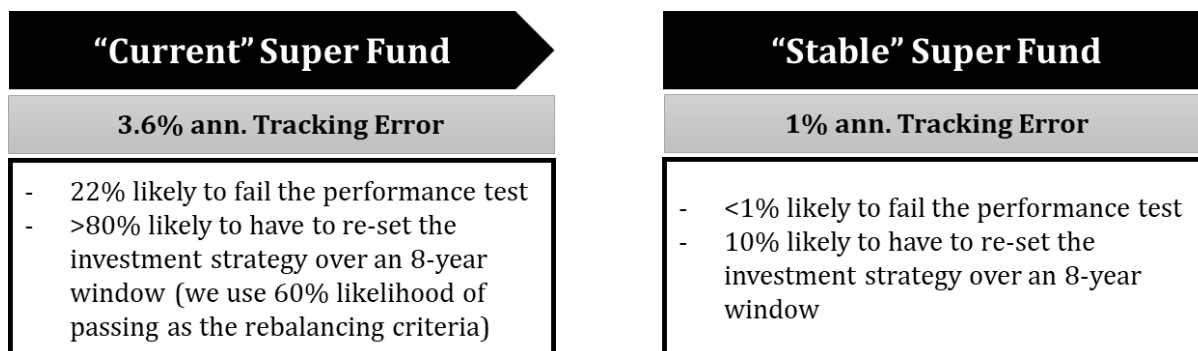 “Current” Super Fund
3.6% ann. Tracking Error
- 22% likely to fail the performance test
- >80% likely to have to re-set the
investment strategy over an 8-year
window (we use 60% likelihood of
passing as the rebalancing criteria)
“Stable” Super Fund
1% ann. Tracking Error
- <1% likely to fail the performance test
- 10% likely to have to re-set the
investment strategy over an 8-year
window